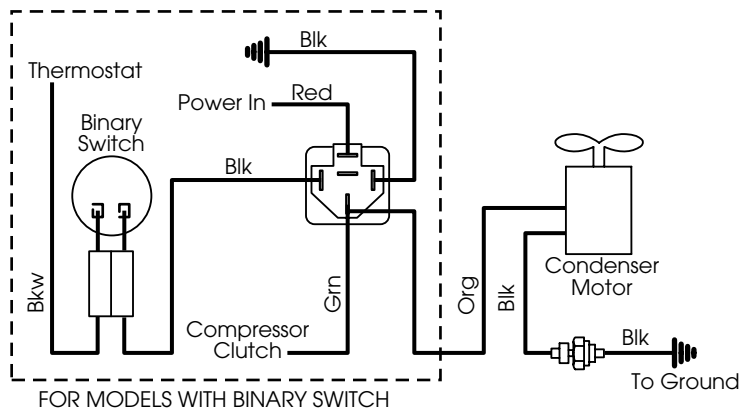 Blk
Thermostat
Power In
Red
Binary
Switch
Blk
Bkw
Grn
Compressor
Clutch
Org
Blk
Condenser
Motor
Blk
To Ground
FOR MODELS WITH BINARY SWITCH